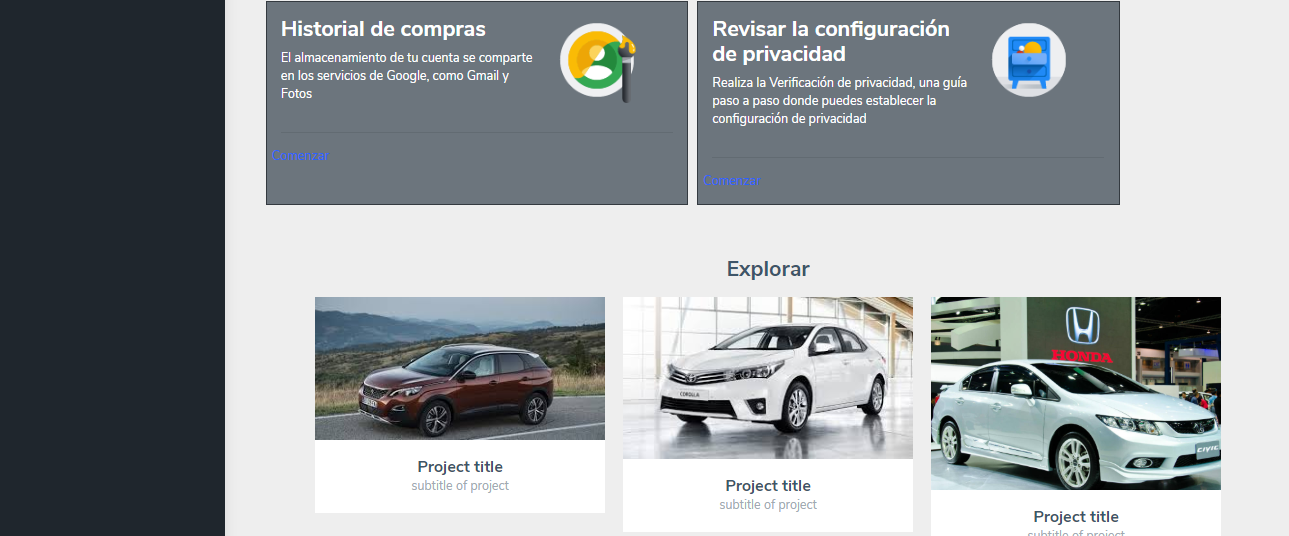 Historial de compras
El almacenamiento de tu cuenta se comparte
en los servicios de Google, como Gmail y
Fotos
Comenzar
Revisar la configuración
de privacidad
Realiza la Verificación de privacidad, una guía
paso a paso donde puedes establecer la
configuración de privacidad
Comenzar
Explorar
COROLLA
Project title
subtitle of project
Project title
subtitle of project
HONDA
CIVIC
Project title
subtitle of project